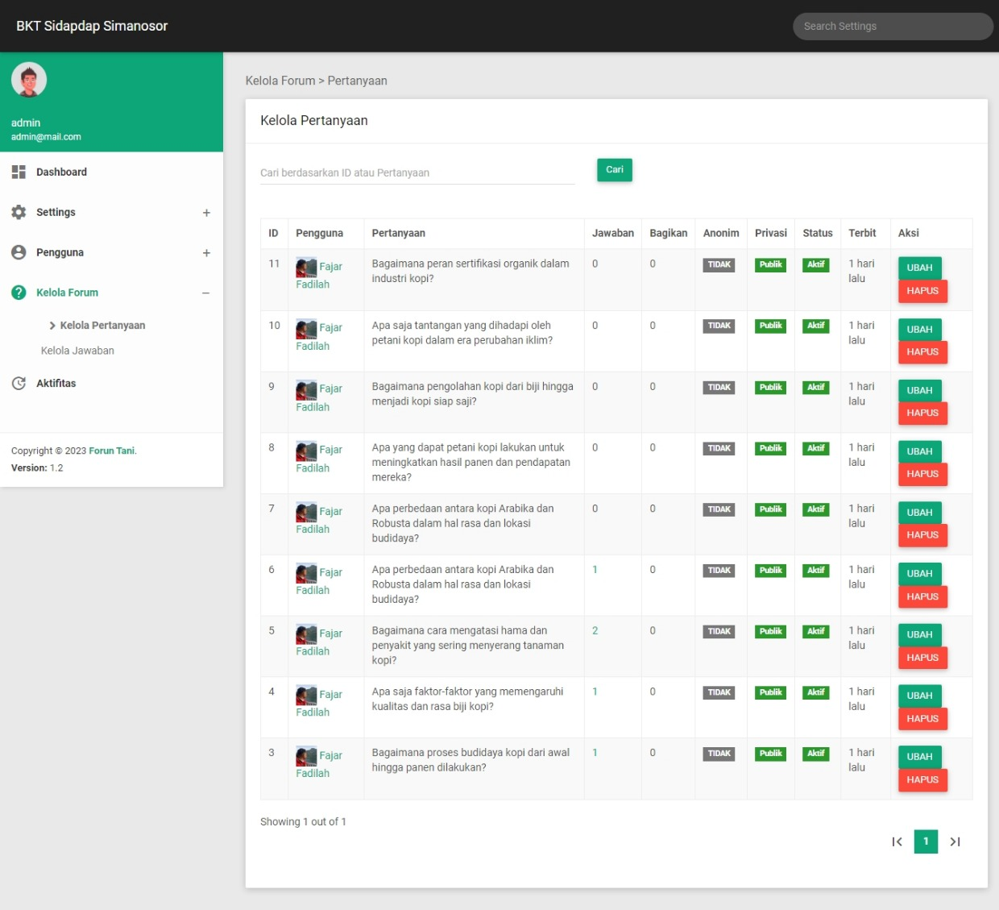 BKT Sidapdap Simanosor
Search Settings
admin
admin@mail.com
Dashboard
Settings
+
Pengguna
+
Kelola Forum
–
Kelola Pertanyaan
Kelola Jawaban
Aktifitas
Copyright © 2023 Forun Tani.
Version: 1.2
Kelola Forum > Pertanyaan
Kelola Pertanyaan
Cari berdasarkan ID atau Pertanyaan
Cari
ID Pengguna Pertanyaan Jawaban Bagikan Anonim Privasi Status Terbit Aksi
11 Fajar Bagaimana peran sertifikasi organik dalam 0 0 TIDAK Publik Aktif 1 hari UBAH
Fadilah industri kopi? lalu HAPUS
10 Fajar Apa saja tantangan yang dihadapi oleh 0 0 TIDAK Publik Aktif 1 hari UBAH
Fadilah petani kopi dalam era perubahan iklim? lalu HAPUS
9 Fajar Bagaimana pengolahan kopi dari biji hingga 0 0 TIDAK Publik Aktif 1 hari UBAH
Fadilah menjadi kopi siap saji? lalu HAPUS
8 Fajar Apa yang dapat petani kopi lakukan untuk 0 0 TIDAK Publik Aktif 1 hari UBAH
Fadilah meningkatkan hasil panen dan pendapatan lalu HAPUS
mereka?
7 Fajar Apa perbedaan antara kopi Arabika dan 0 0 TIDAK Publik Aktif 1 hari UBAH
Fadilah Robusta dalam hal rasa dan lokasi lalu HAPUS
budidaya?
6 Fajar Apa perbedaan antara kopi Arabika dan 1 0 TIDAK Publik Aktif 1 hari UBAH
Fadilah Robusta dalam hal rasa dan lokasi lalu HAPUS
budidaya?
5 Fajar Bagaimana cara mengatasi hama dan 2 0 TIDAK Publik Aktif 1 hari UBAH
Fadilah penyakit yang sering menyerang tanaman lalu HAPUS
kopi?
4 Fajar Apa saja faktor-faktor yang memengaruhi 1 0 TIDAK Publik Aktif 1 hari UBAH
Fadilah kualitas dan rasa biji kopi? lalu HAPUS
3 Fajar Bagaimana proses budidaya kopi dari awal 1 0 TIDAK Publik Aktif 1 hari UBAH
Fadilah hingga panen dilakukan? lalu HAPUS
Showing 1 out of 1
1